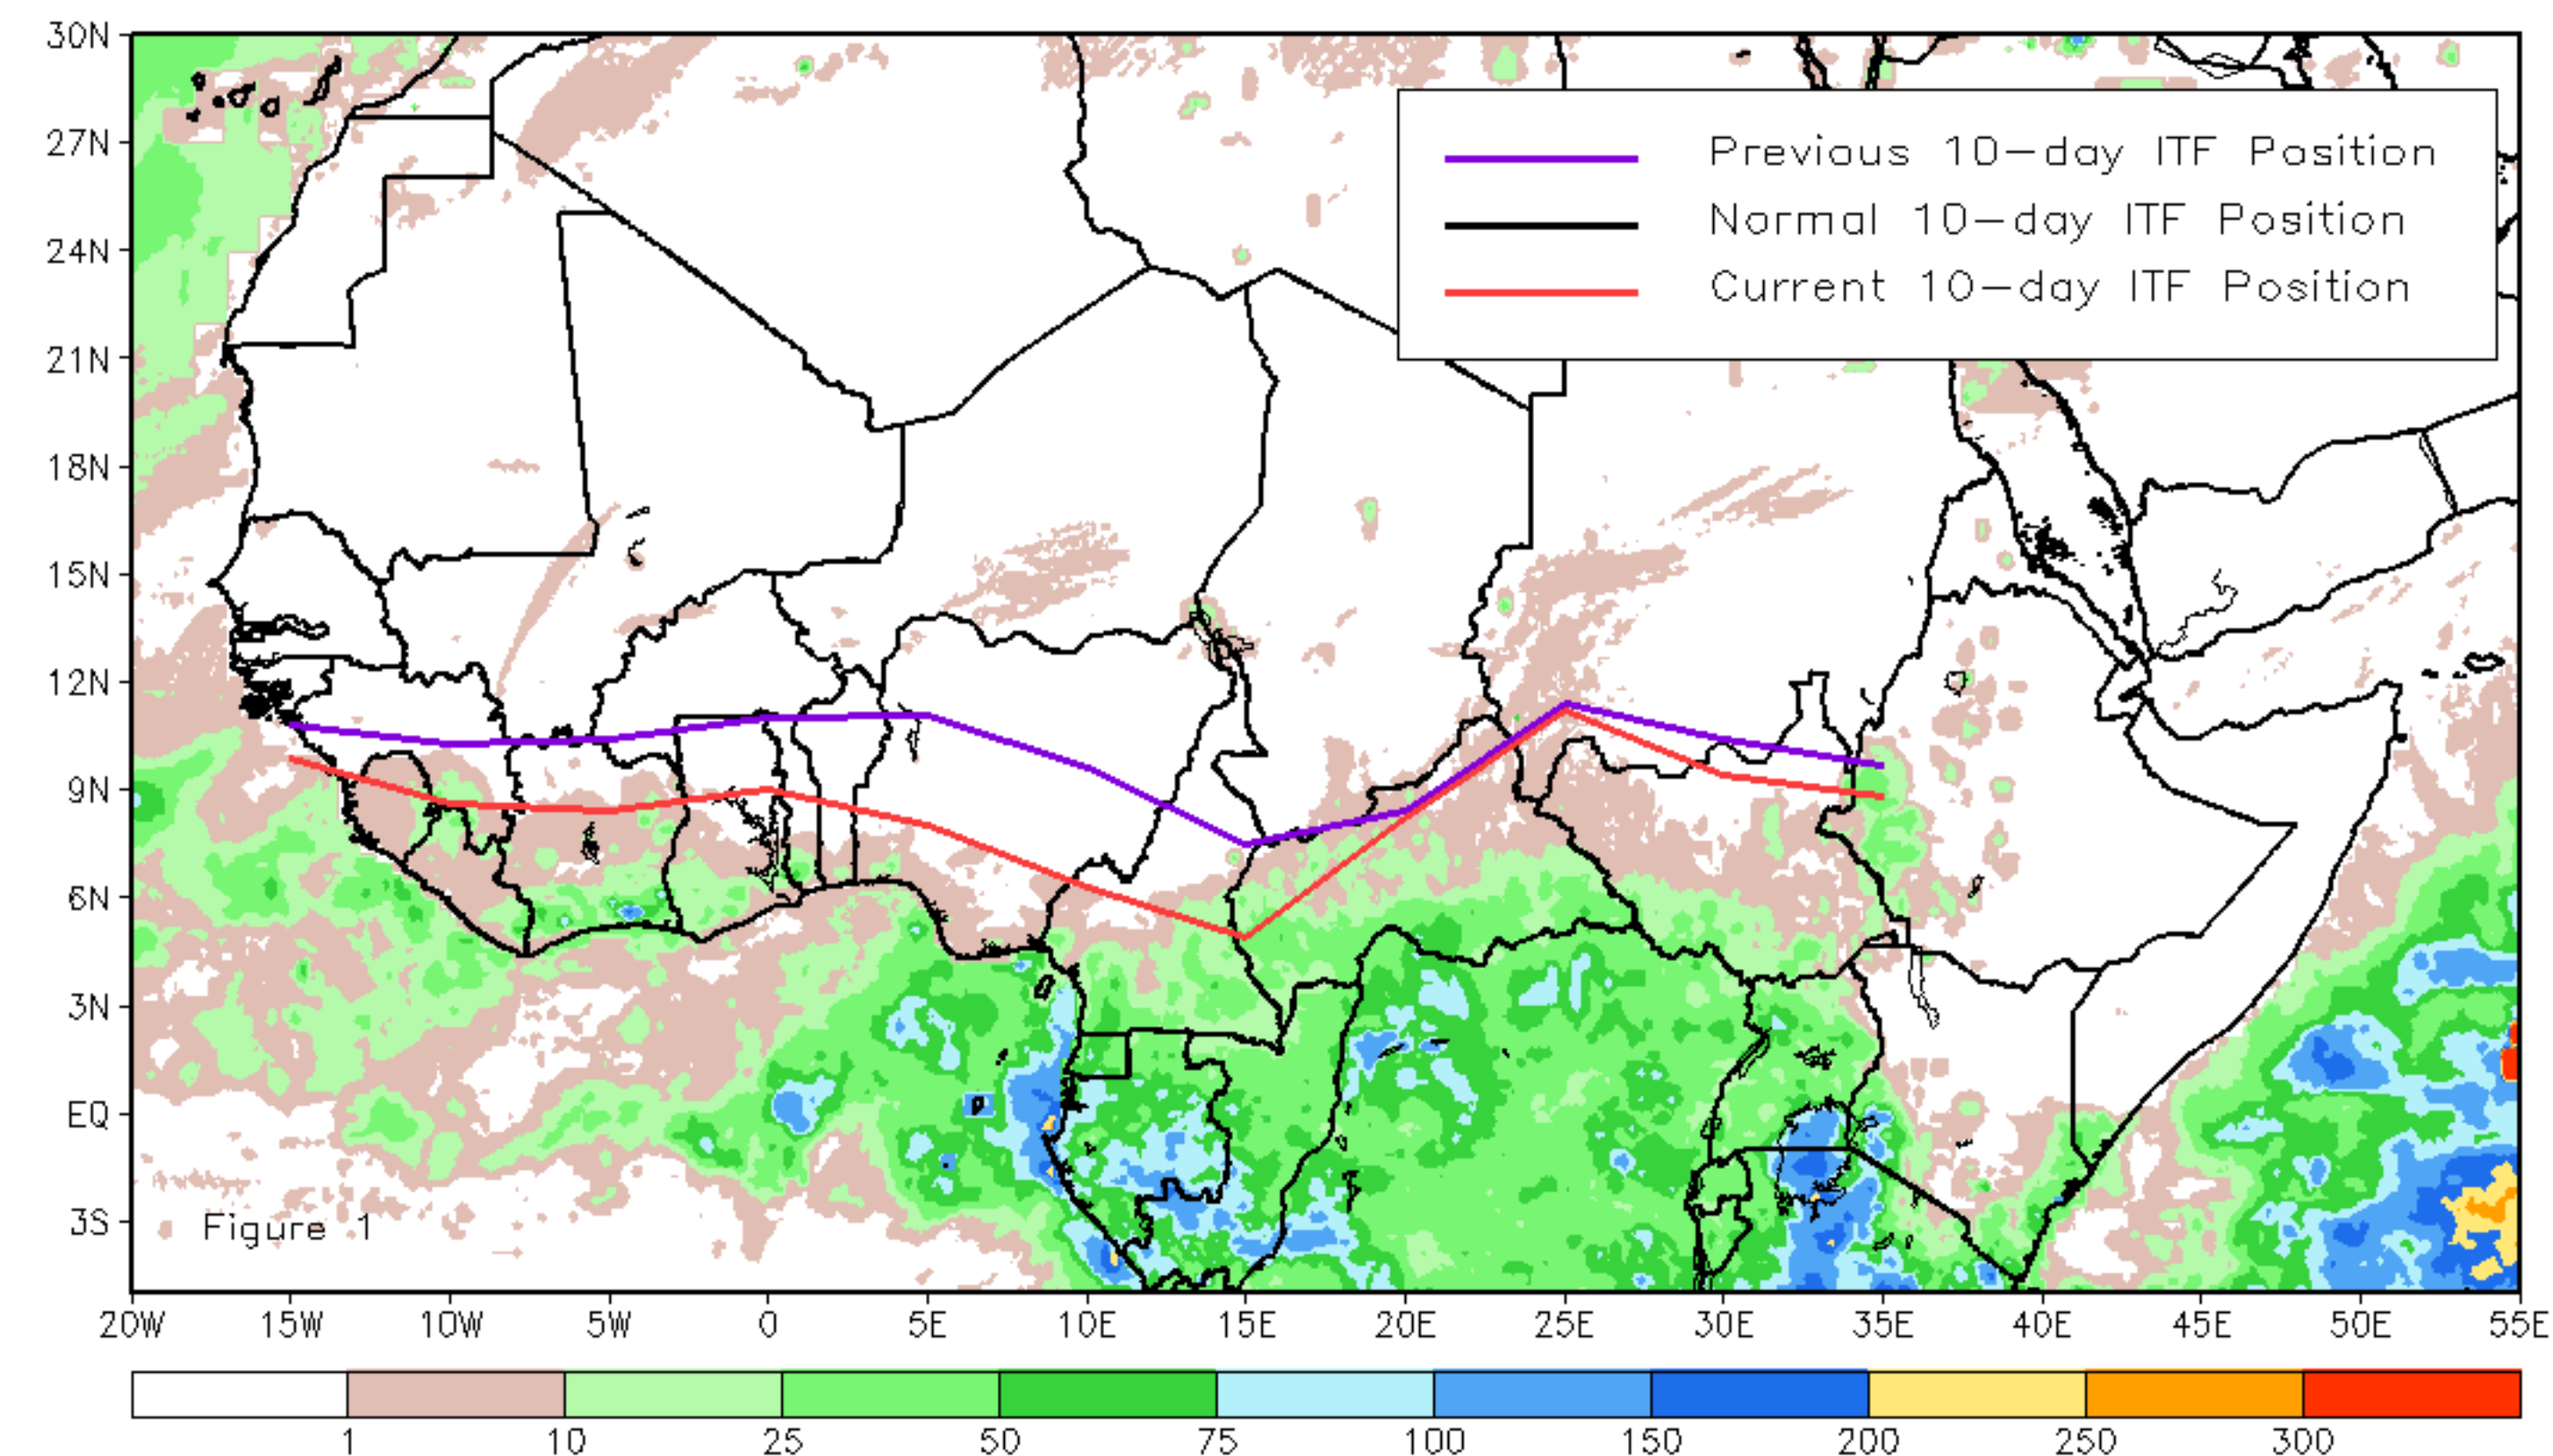 30N
27N
24N
21N
18N
15N
12N
9N
6N
3N
EQ
3S
Previous 10-day ITF Position
Normal 10-day ITF Position
Current 10-day ITF Position
Figure 1
20W 15W 10W 5W 0 5E 10E 15E 20E 25E 30E 35E 40E 45E 50E 55E
1 10 25 50 75 100 150 200 250 300